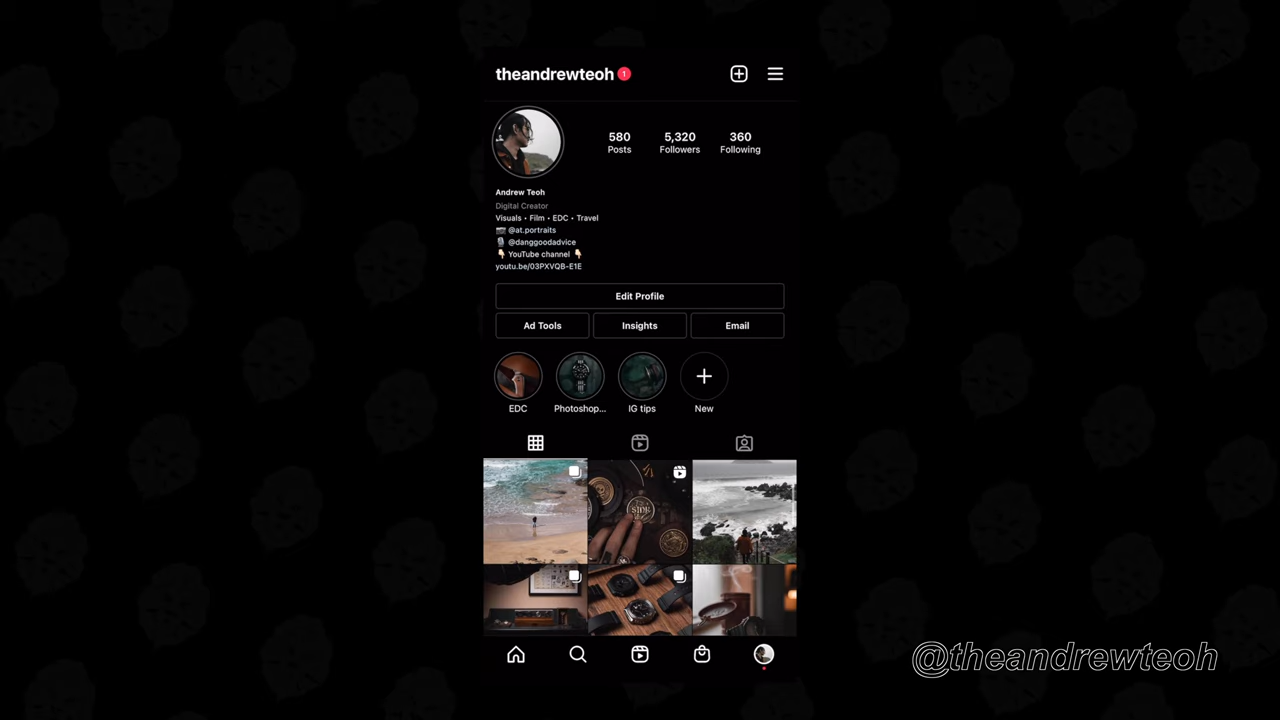 theandrewteoh 1
580 5,320 360
Posts Followers Following
Andrew Teoh
Digital Creator
Visuals • Film • EDC • Travel
📷 @at.portraits
🎙 @danggoodadvice
👇🏻 YouTube channel 👇🏻
youtu.be/03PXVQB-E1E
Edit Profile
Ad Tools Insights Email
EDC Photoshop... IG tips New
@theandrewteoh